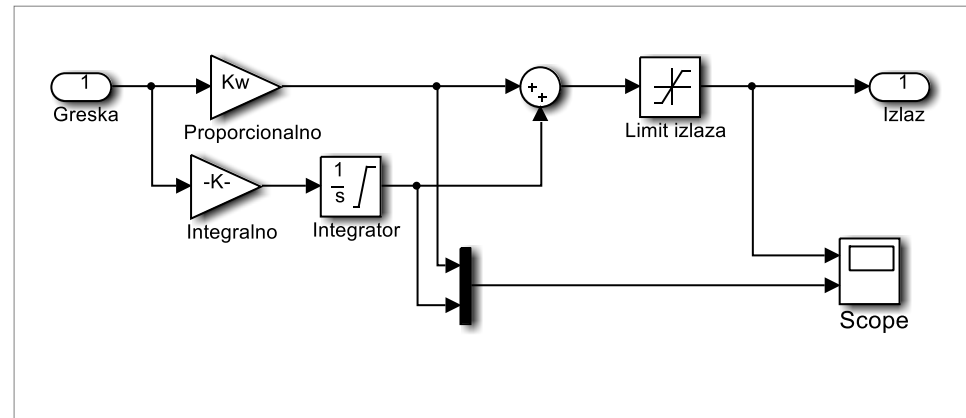 1
Greska
Kw
Proporcionalno
-K-
Integralno
1
s
Integrator
+
+
Limit izlaza
1
Izlaz
Scope